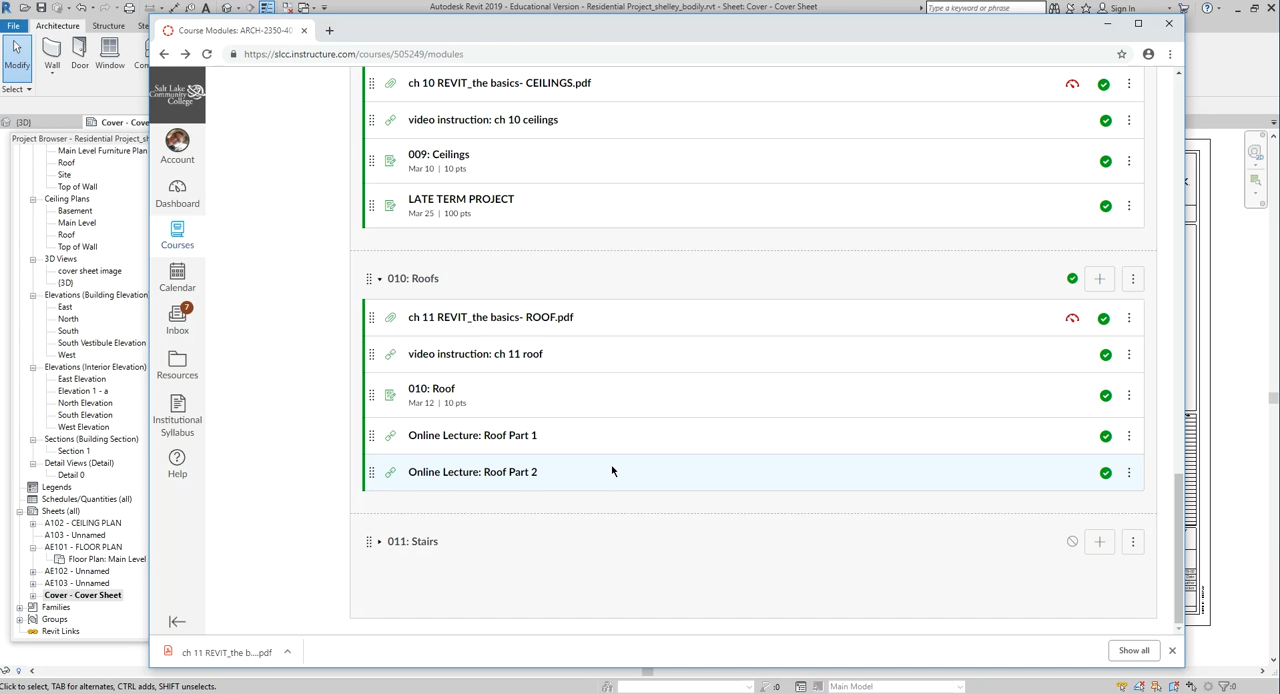 Autodesk Revit 2019 - Educational Version - Residential Project_shelley_bodily.rvt - Sheet: Cover - Cover Sheet
Type a keyword or phrase
Sign In
File
Architecture
Structure
Modify
Wall
Door
Window
Select
Course Modules: ARCH-2350-40
https://slcc.instructure.com/courses/505249/modules
{3D}
Cover - Cove
Project Browser - Residential Project_sh
Main Level Furniture Plan
Roof
Site
Top of Wall
Ceiling Plans
Basement
Main Level
Roof
Top of Wall
3D Views
cover sheet image
{3D}
Elevations (Building Elevation
East
North
South
South Vestibule Elevation
West
Elevations (Interior Elevation)
East Elevation
Elevation 1 - a
North Elevation
South Elevation
West Elevation
Sections (Building Section)
Section 1
Detail Views (Detail)
Detail 0
Legends
Schedules/Quantities (all)
Sheets (all)
A102 - CEILING PLAN
A103 - Unnamed
AE101 - FLOOR PLAN
Floor Plan: Main Level
AE102 - Unnamed
AE103 - Unnamed
Cover - Cover Sheet
Families
Groups
Revit Links
Salt Lake
Community
College
Account
Dashboard
Courses
Calendar
7
Inbox
Resources
Institutional
Syllabus
Help
ch 10 REVIT_the basics- CEILINGS.pdf
video instruction: ch 10 ceilings
009: Ceilings
Mar 10 | 10 pts
LATE TERM PROJECT
Mar 25 | 100 pts
010: Roofs
ch 11 REVIT_the basics- ROOF.pdf
video instruction: ch 11 roof
010: Roof
Mar 12 | 10 pts
Online Lecture: Roof Part 1
Online Lecture: Roof Part 2
011: Stairs
ch 11 REVIT_the b....pdf
Show all
Click to select, TAB for alternates, CTRL adds, SHIFT unselects.
:0
Main Model
:0